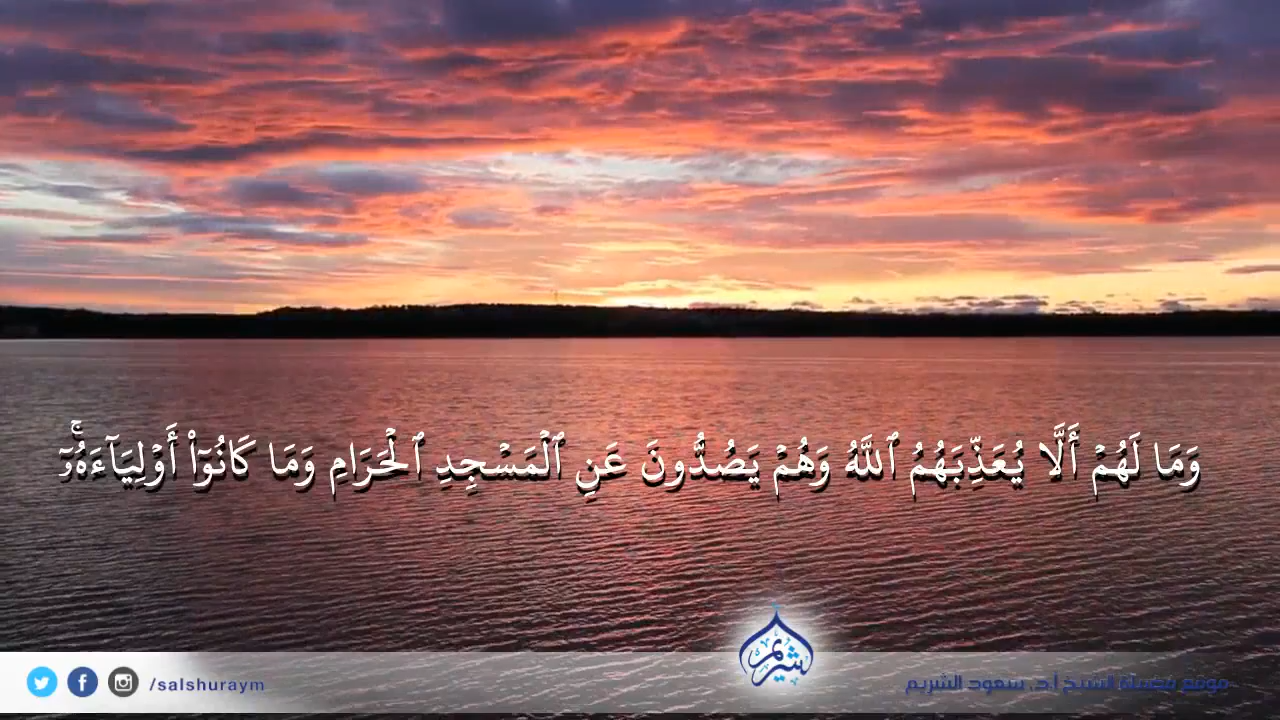 وَمَا لَهُمۡ أَلَّا يُعَذِّبَهُمُ ٱللَّهُ وَهُمۡ يَصُدُّونَ عَنِ ٱلۡمَسۡجِدِ ٱلۡحَرَامِ وَمَا كَانُوٓاْ أَوۡلِيَآءَهُۥٓۚ
شريم
/salshuraym
موقع فضيلة الشيخ أ.د. سعود الشريم